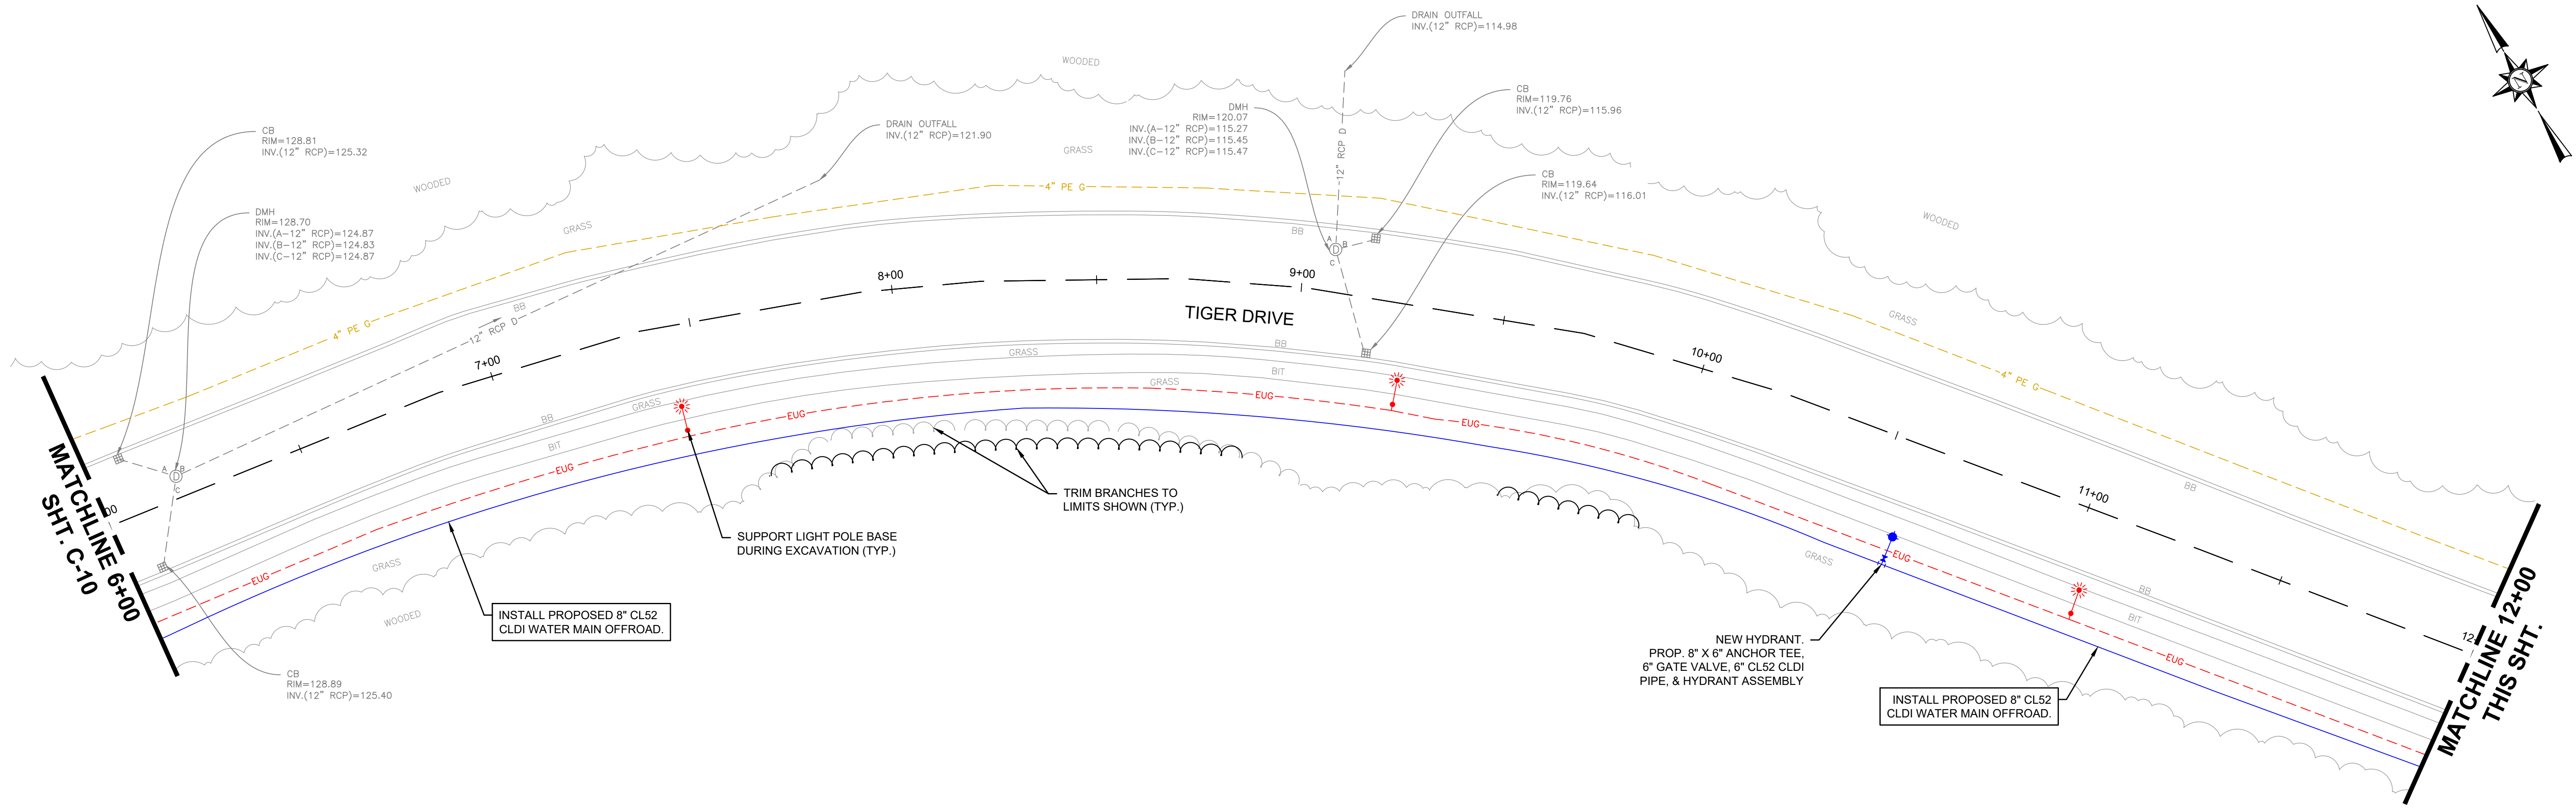 DRAIN OUTFALL
INV.(12" RCP)=114.98
WOODED
CB
RIM=119.76
INV.(12" RCP)=115.96
DMH
RIM=120.07
INV.(A-12" RCP)=115.27
INV.(B-12" RCP)=115.45
INV.(C-12" RCP)=115.47
DRAIN OUTFALL
INV.(12" RCP)=121.90
CB
RIM=128.81
INV.(12" RCP)=125.32
N
12" RCP D
GRASS
CB
RIM=119.64
INV.(12" RCP)=116.01
WOODED
4" PE G
DMH
RIM=128.70
INV.(A-12" RCP)=124.87
INV.(B-12" RCP)=124.83
INV.(C-12" RCP)=124.87
GRASS
WOODED
BB
A
D
B
C
8+00
9+00
TIGER DRIVE
BB
12" RCP D
4" PE G
GRASS
BB
GRASS
7+00
10+00
BIT
GRASS
4" PE G
EUG
EUG
EUG
GRASS
BB
BIT
EUG
A
B
D
C
MATCHLINE 6+00
SHT. C-10
00
TRIM BRANCHES TO
LIMITS SHOWN (TYP.)
11+00
BB
SUPPORT LIGHT POLE BASE
DURING EXCAVATION (TYP.)
GRASS
EUG
GRASS
EUG
WOODED
INSTALL PROPOSED 8" CL52
CLDI WATER MAIN OFFROAD.
BB
BIT
NEW HYDRANT.
PROP. 8" X 6" ANCHOR TEE,
6" GATE VALVE, 6" CL52 CLDI
PIPE, & HYDRANT ASSEMBLY
EUG
12
MATCHLINE 12+00
THIS SHT.
CB
RIM=128.89
INV.(12" RCP)=125.40
INSTALL PROPOSED 8" CL52
CLDI WATER MAIN OFFROAD.